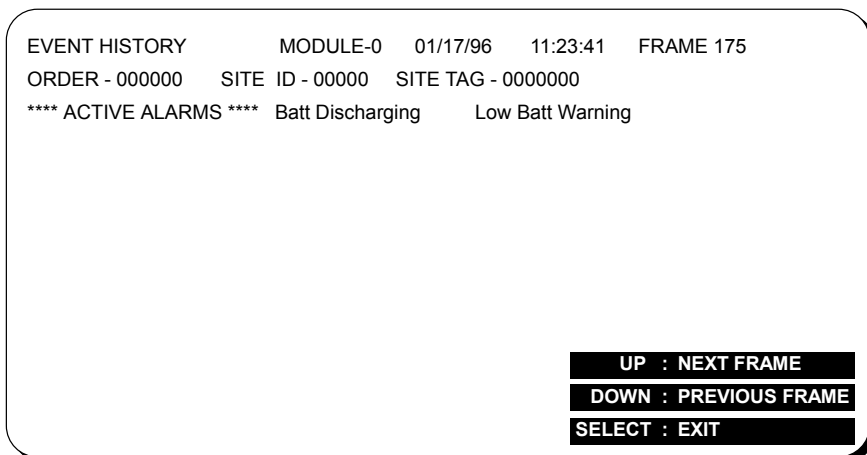 EVENT HISTORY MODULE-0 01/17/96 11:23:41 FRAME 175
ORDER - 000000 SITE ID - 00000 SITE TAG - 0000000
**** ACTIVE ALARMS **** Batt Discharging Low Batt Warning
UP : NEXT FRAME
DOWN : PREVIOUS FRAME
SELECT : EXIT